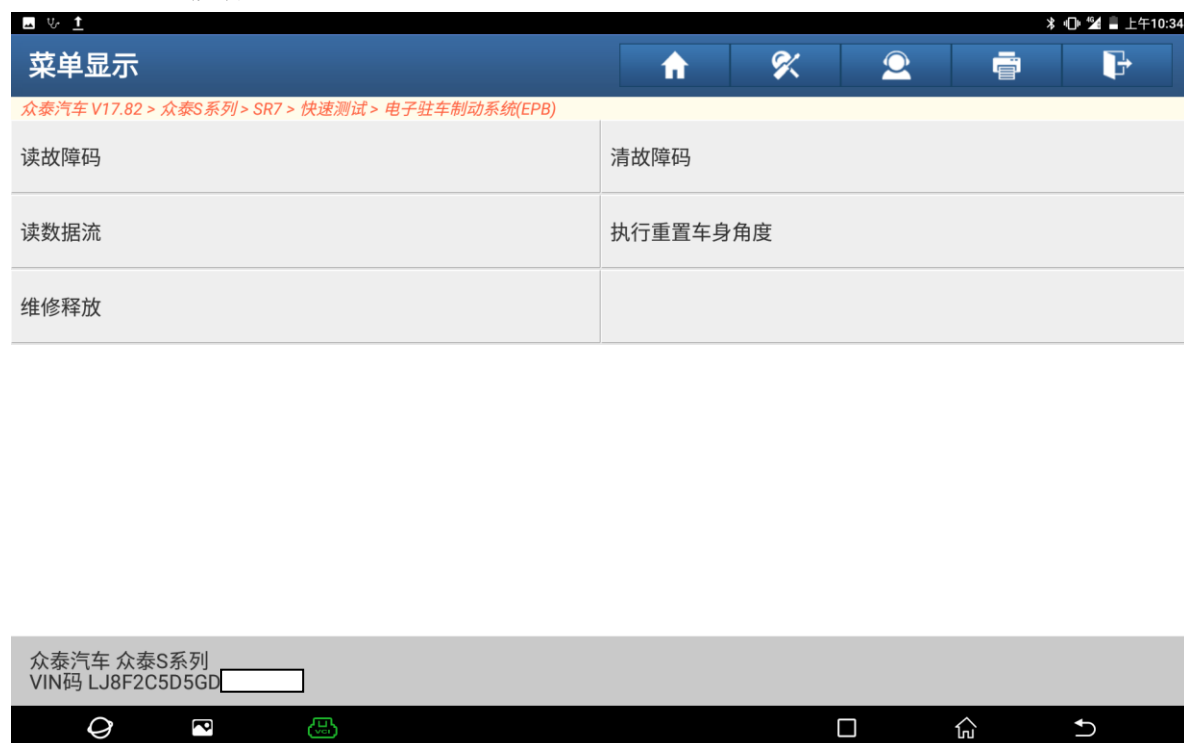 上午10:34
菜单显示
众泰汽车 V17.82 > 众泰S系列 > SR7 > 快速测试 > 电子驻车制动系统(EPB)
读故障码
清故障码
读数据流
执行重置车身角度
维修释放
众泰汽车 众泰S系列
VIN码 LJ8F2C5D5GD
VCI